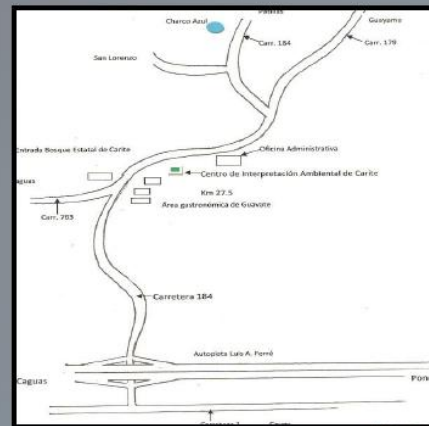 Charco Azul
Guayama
Carr. 184
Carr. 179
San Lorenzo
Entrada Bosque Estatal de Carite
Oficina Administrativa
Centro de Interpretación Ambiental de Carite
Km 27.5
Área gastronómica de Guavate
Carr. 763
Carretera 184
Autopista Luis A. Ferré
Caguas